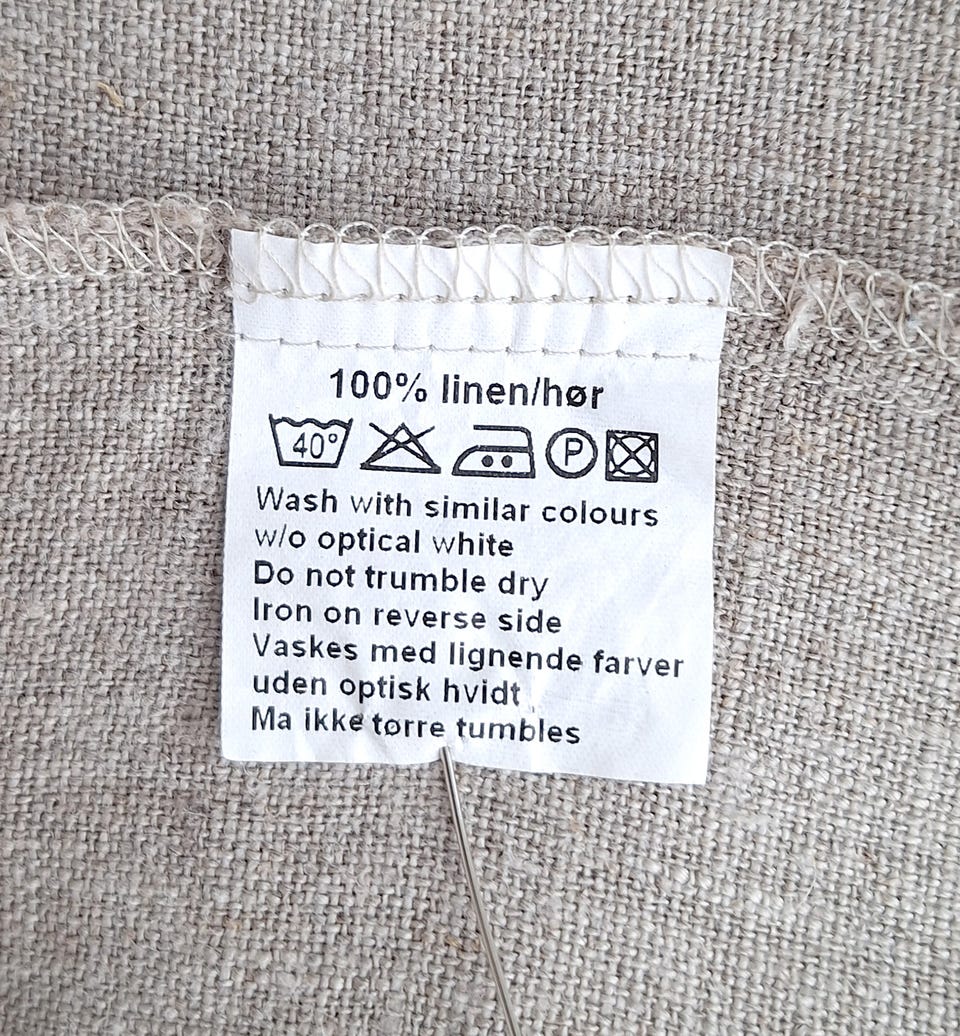 100% linen/hør
40° P
Wash with similar colours
w/o optical white
Do not trumble dry
Iron on reverse side
Vaskes med lignende farver
uden optisk hvidt
Ma ikke tørre tumbles